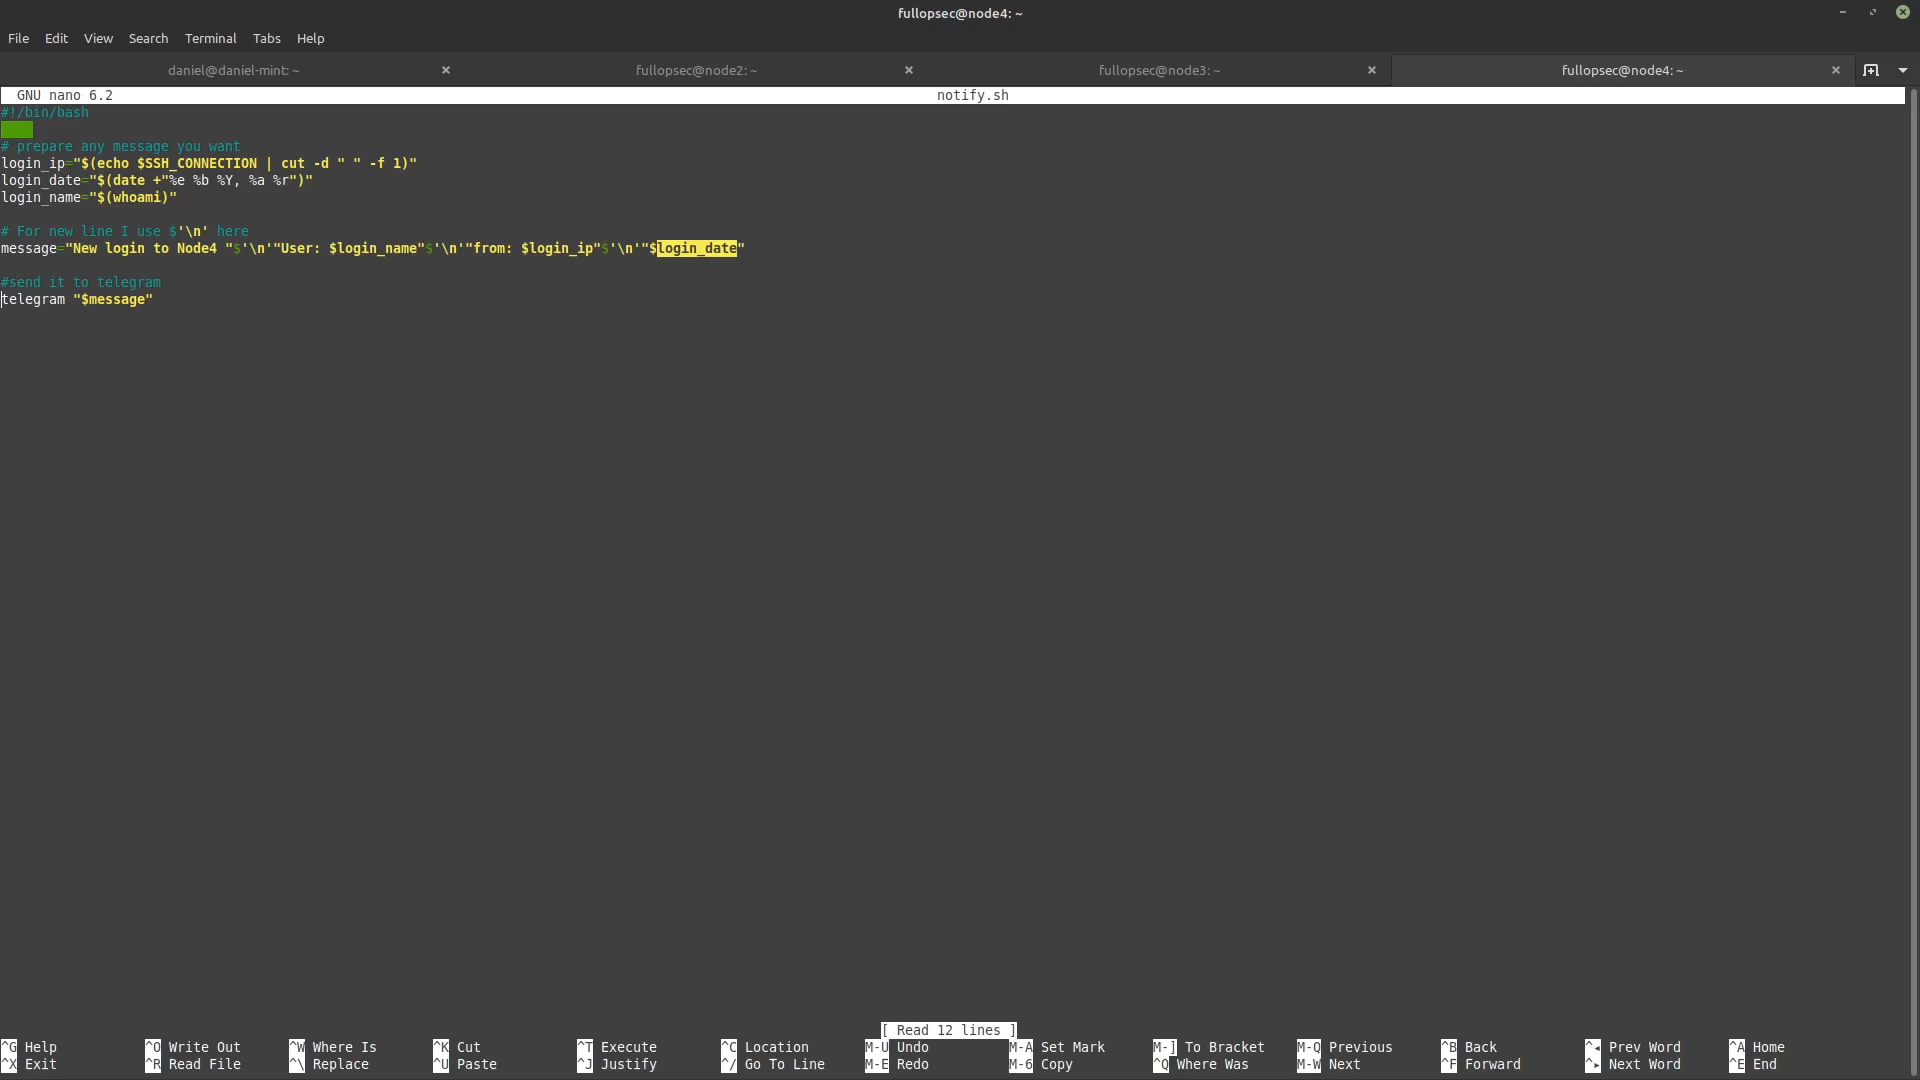 fullopsec@node4: ~
File Edit View Search Terminal Tabs Help
daniel@daniel-mint: ~ fullopsec@node2: ~ fullopsec@node3: ~ fullopsec@node4: ~
GNU nano 6.2 notify.sh
#!/bin/bash
# prepare any message you want
login_ip="$(echo $SSH_CONNECTION | cut -d " " -f 1)"
login_date="$(date +"%e %b %Y, %a %r")"
login_name="$(whoami)"
# For new line I use $'\n' here
message="New login to Node4 "$'\n'"User: $login_name"$'\n'"from: $login_ip"$'\n'"$login_date"
#send it to telegram
telegram "$message"
[ Read 12 lines ]
^G Help ^O Write Out ^W Where Is ^K Cut ^T Execute ^C Location M-U Undo M-A Set Mark M-] To Bracket M-Q Previous ^B Back ^◂ Prev Word ^A Home
^X Exit ^R Read File ^\ Replace ^U Paste ^J Justify ^/ Go To Line M-E Redo M-6 Copy ^Q Where Was M-W Next ^F Forward ^▸ Next Word ^E End